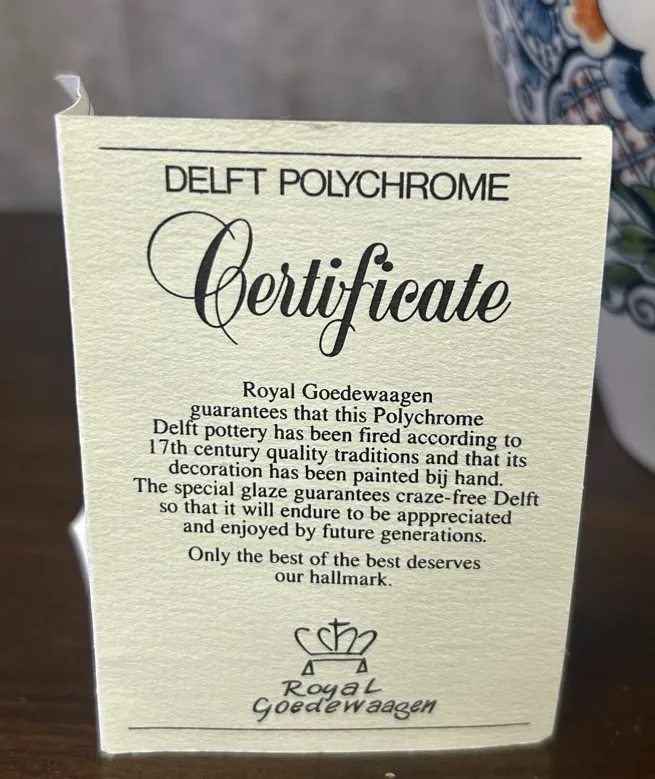 DELFT POLYCHROME
Certificate
Royal Goedewaagen
guarantees that this Polychrome
Delft pottery has been fired according to
17th century quality traditions and that its
decoration has been painted bij hand.
The special glaze guarantees craze-free Delft
so that it will endure to be apppreciated
and enjoyed by future generations.
Only the best of the best deserves
our hallmark.
Royal
Goedewaagen